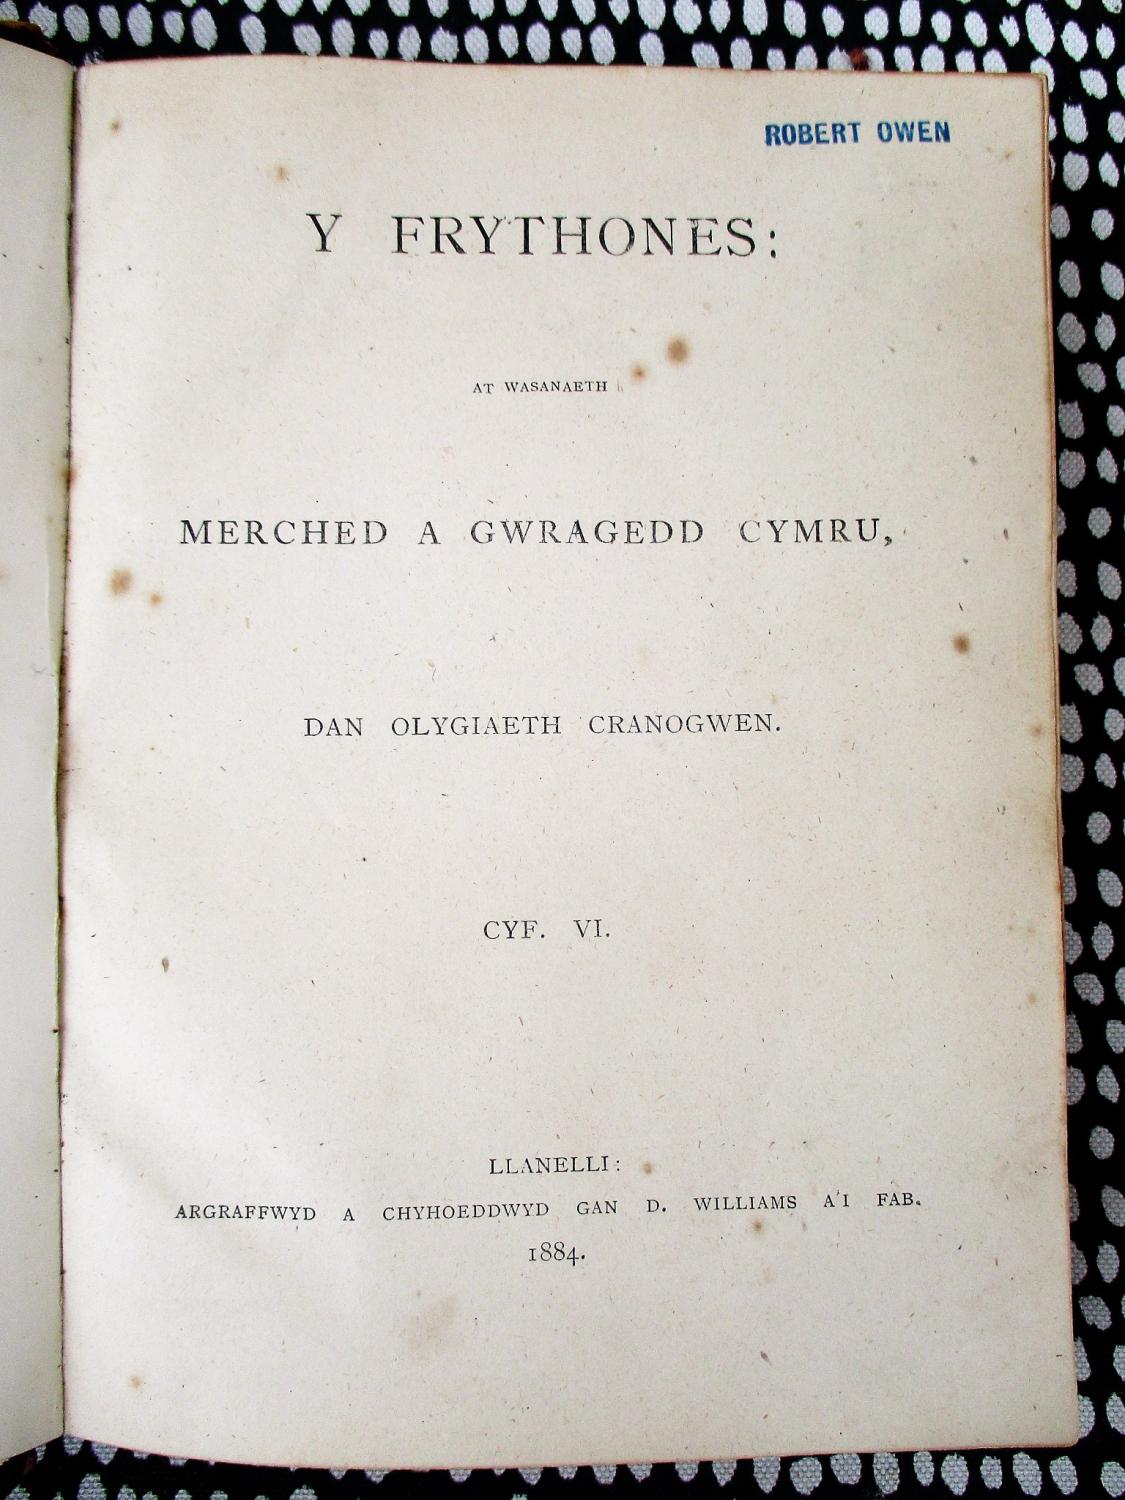 ROBERT OWEN
Y FRYTHONES:
AT WASANAETH
MERCHED A GWRAGEDD CYMRU,
DAN OLYGIAETH CRANOGWEN.
CYF. VI.
LLANELLI:
ARGRAFFWYD A CHYHOEDDWYD GAN D. WILLIAMS A'I FAB.
1884.